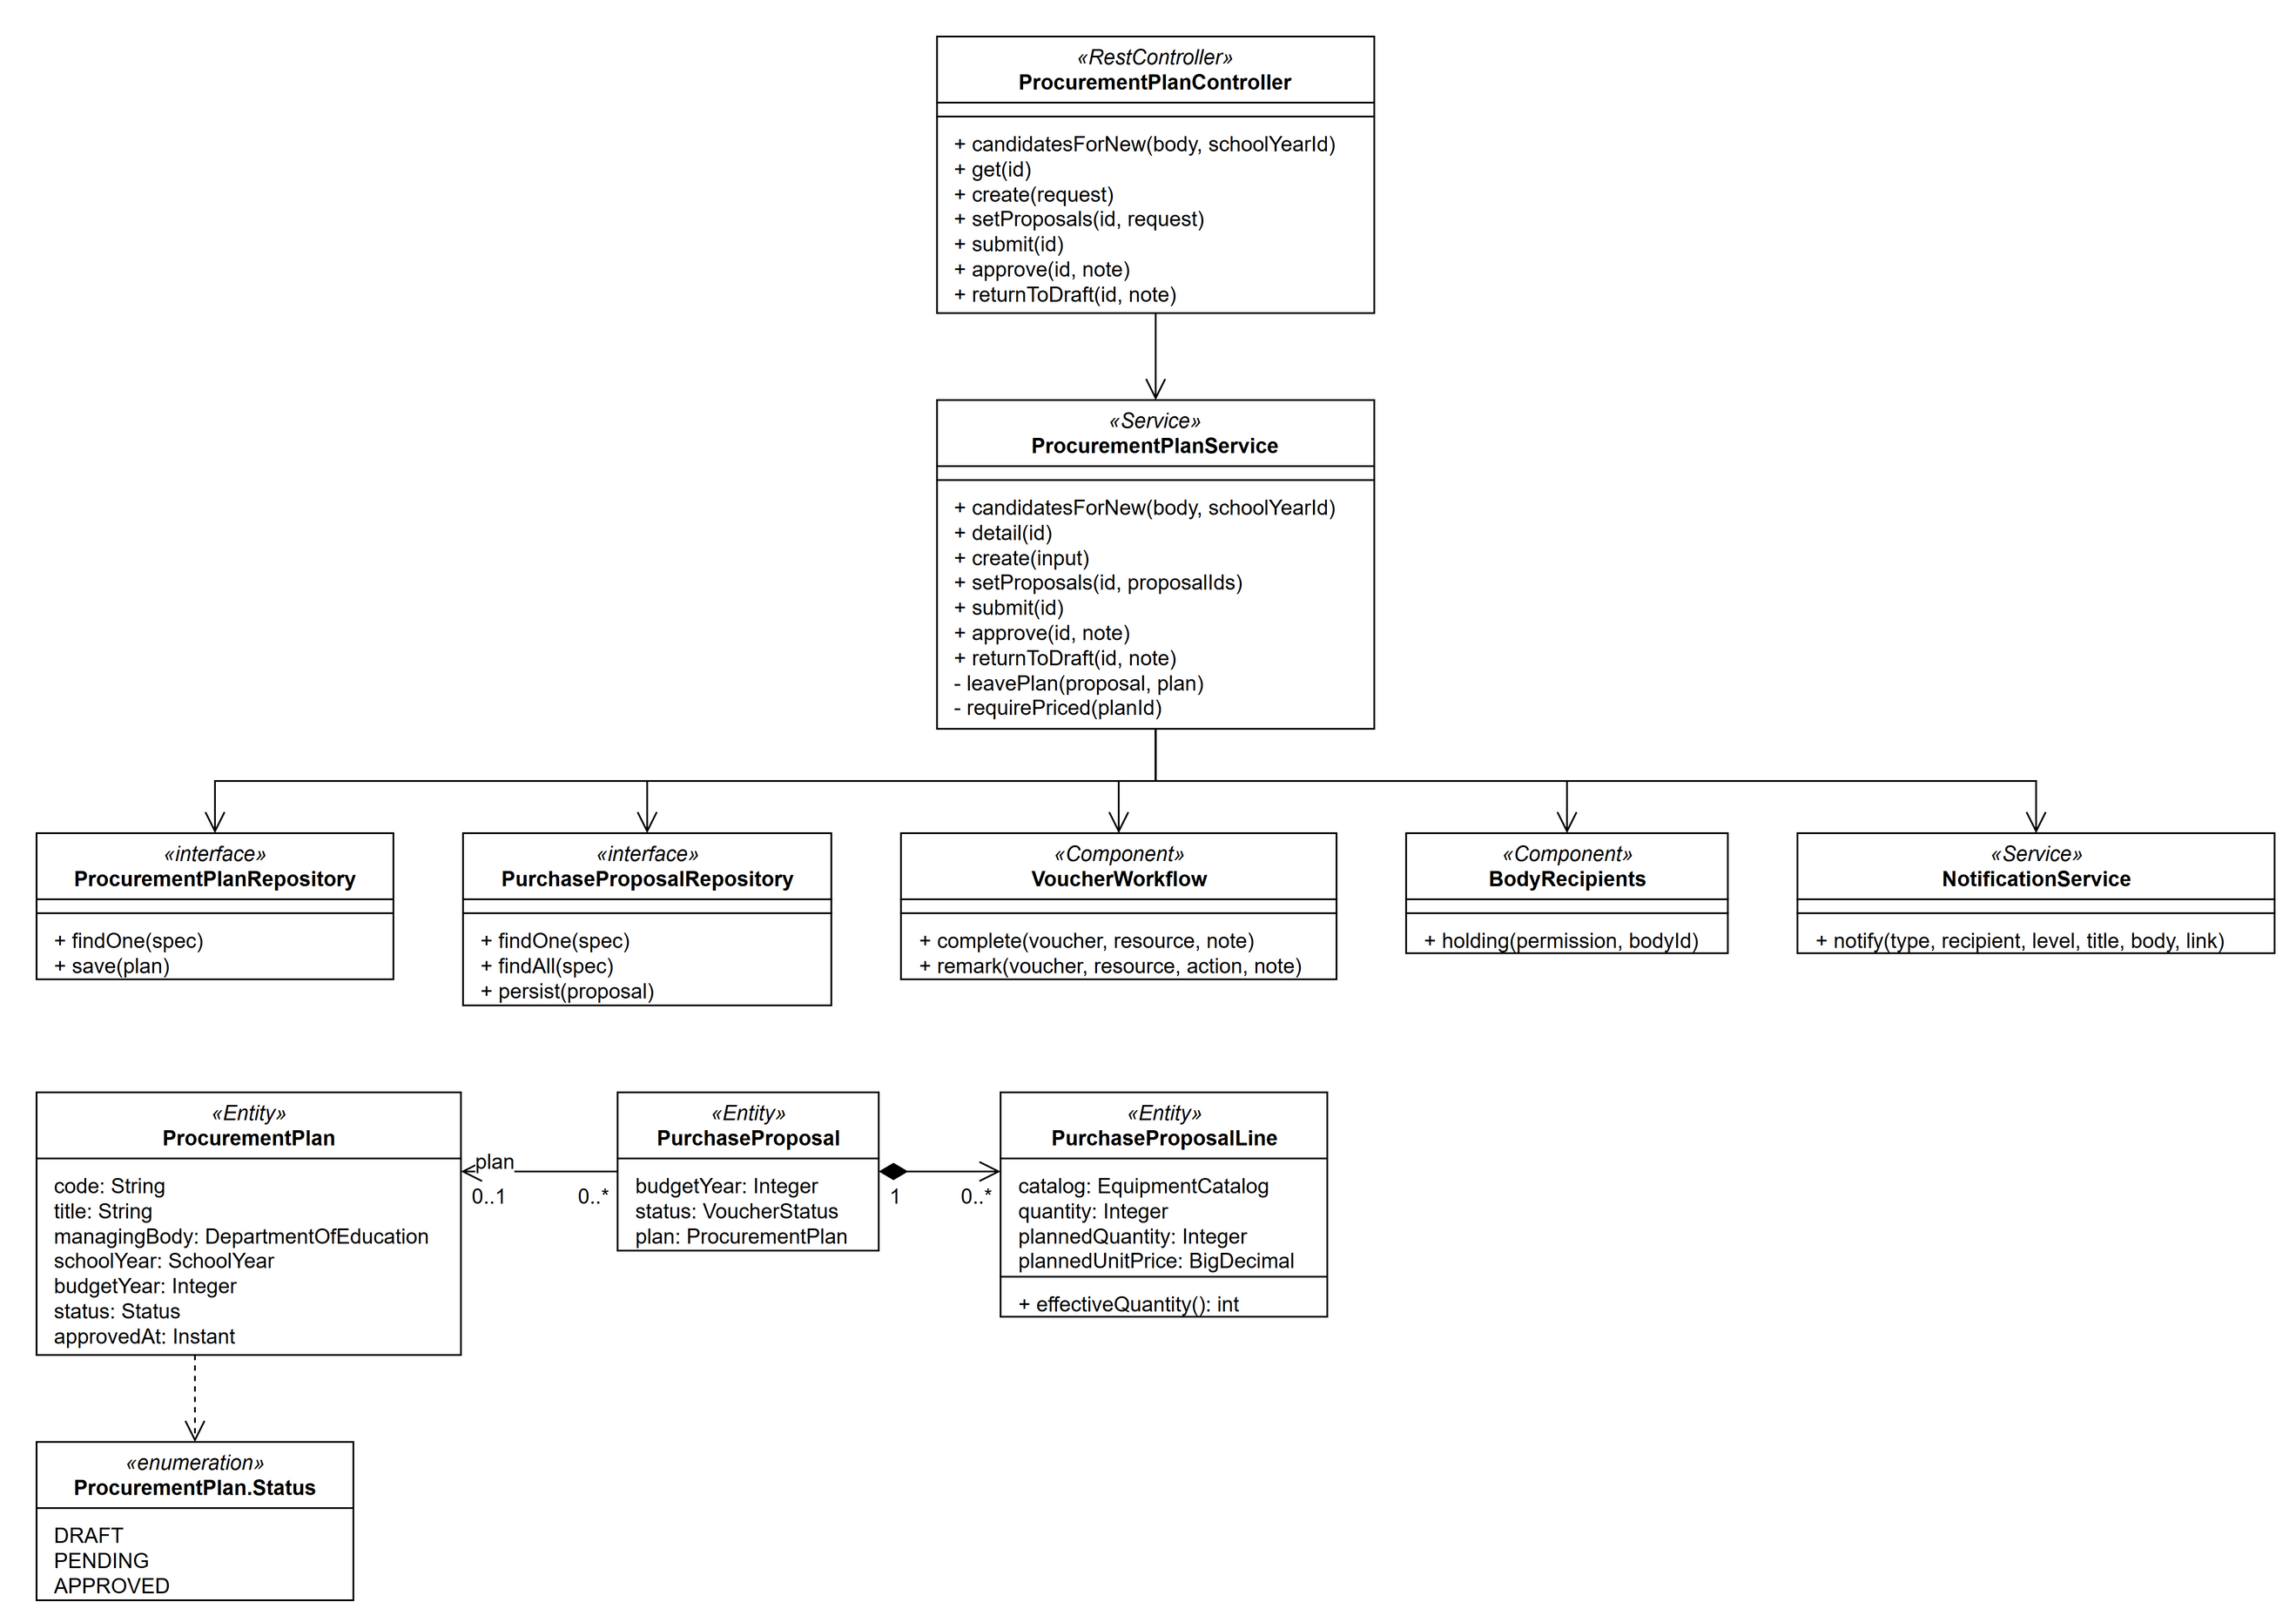 «RestController»
ProcurementPlanController
+ candidatesForNew(body, schoolYearId)
+ get(id)
+ create(request)
+ setProposals(id, request)
+ submit(id)
+ approve(id, note)
+ returnToDraft(id, note)
«Service»
ProcurementPlanService
+ candidatesForNew(body, schoolYearId)
+ detail(id)
+ create(input)
+ setProposals(id, proposalIds)
+ submit(id)
+ approve(id, note)
+ returnToDraft(id, note)
- leavePlan(proposal, plan)
- requirePriced(planId)
«interface»
ProcurementPlanRepository
+ findOne(spec)
+ save(plan)
«interface»
PurchaseProposalRepository
+ findOne(spec)
+ findAll(spec)
+ persist(proposal)
«Component»
VoucherWorkflow
+ complete(voucher, resource, note)
+ remark(voucher, resource, action, note)
«Component»
BodyRecipients
+ holding(permission, bodyId)
«Service»
NotificationService
+ notify(type, recipient, level, title, body, link)
«Entity»
ProcurementPlan
code: String
title: String
managingBody: DepartmentOfEducation
schoolYear: SchoolYear
budgetYear: Integer
status: Status
approvedAt: Instant
plan
0..1
0..*
«Entity»
PurchaseProposal
budgetYear: Integer
status: VoucherStatus
plan: ProcurementPlan
1
0..*
«Entity»
PurchaseProposalLine
catalog: EquipmentCatalog
quantity: Integer
plannedQuantity: Integer
plannedUnitPrice: BigDecimal
+ effectiveQuantity(): int
«enumeration»
ProcurementPlan.Status
DRAFT
PENDING
APPROVED